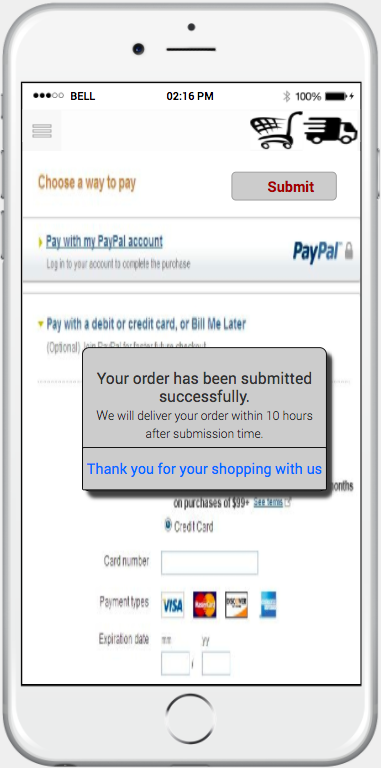 BELL 02:16 PM 100%
Choose a way to pay Submit
Pay with my PayPal account PayPal™
Log in to your account to complete the purchase
Pay with a debit or credit card, or Bill Me Later
(Optional) Join PayPal for faster future checkout
Your order has been submitted
successfully.
We will deliver your order within 10 hours
after submission time.
Thank you for your shopping with us
months
on purchases of $99+ See terms
Credit Card
Card number
Payment types VISA MasterCard DISCOVER
Expiration date mm yy
/